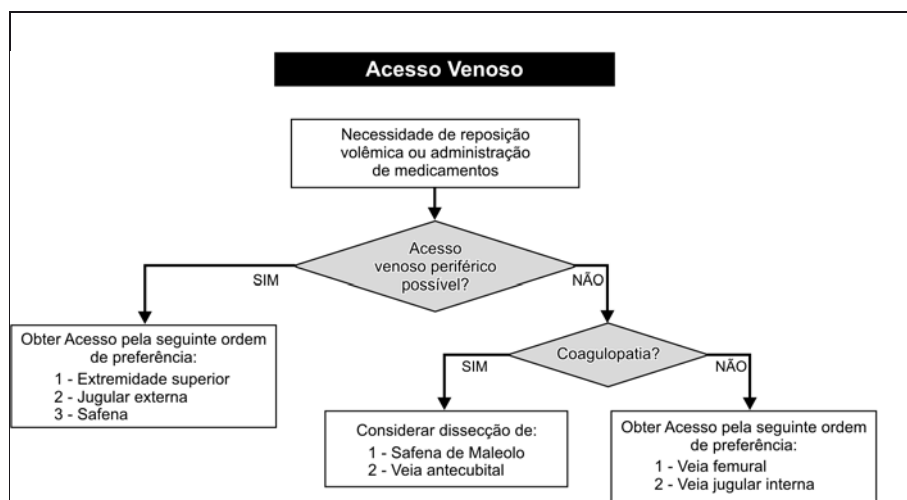 Acesso Venoso
Necessidade de reposição
volêmica ou administração
de medicamentos
Acesso
venoso periférico
possível?
SIM
NÃO
Obter Acesso pela seguinte ordem
de preferência:
1 - Extremidade superior
2 - Jugular externa
3 - Safena
Coagulopatia?
SIM
NÃO
Considerar dissecção de:
1 - Safena de Maleolo
2 - Veia antecubital
Obter Acesso pela seguinte ordem
de preferência:
1 - Veia femural
2 - Veia jugular interna